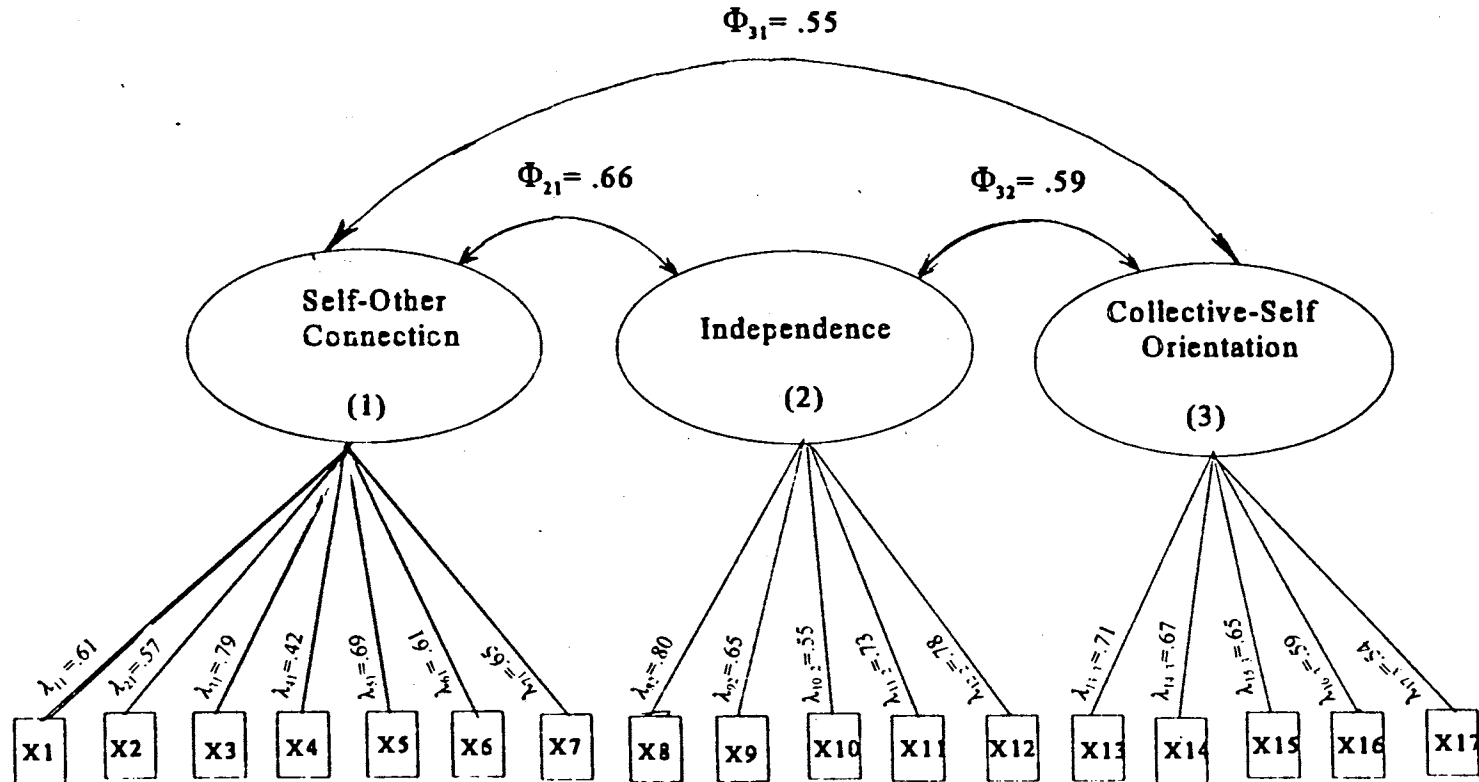 Φ31= .55
Φ21= .66
Φ32= .59
Self-Other
Connection
(1)
Independence
(2)
Collective-Self
Orientation
(3)
λ11=.61
λ21=.57
λ31=.79
λ41=.42
λ51=.69
λ61=.61
λ71=.65
=.80
λ92=.65
λ10 2=.55
λ11 2=.73
λ12 2=.78
λ13 3=.71
λ14 3=.67
λ15 3=.65
λ16 3=.59
λ17 3=.54
X1
X2
X3
X4
X5
X6
X7
X8
X9
X10
X11
X12
X13
X14
X15
X16
X17